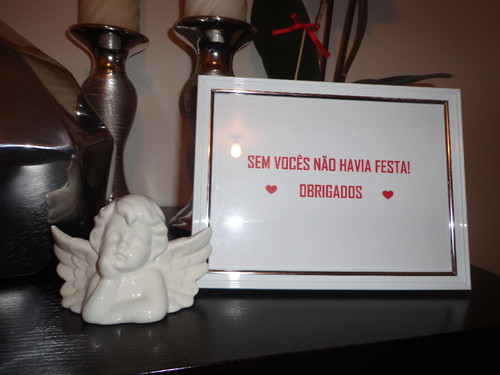 SEM VOCÊS NÃO HAVIA FESTA!
OBRIGADOS